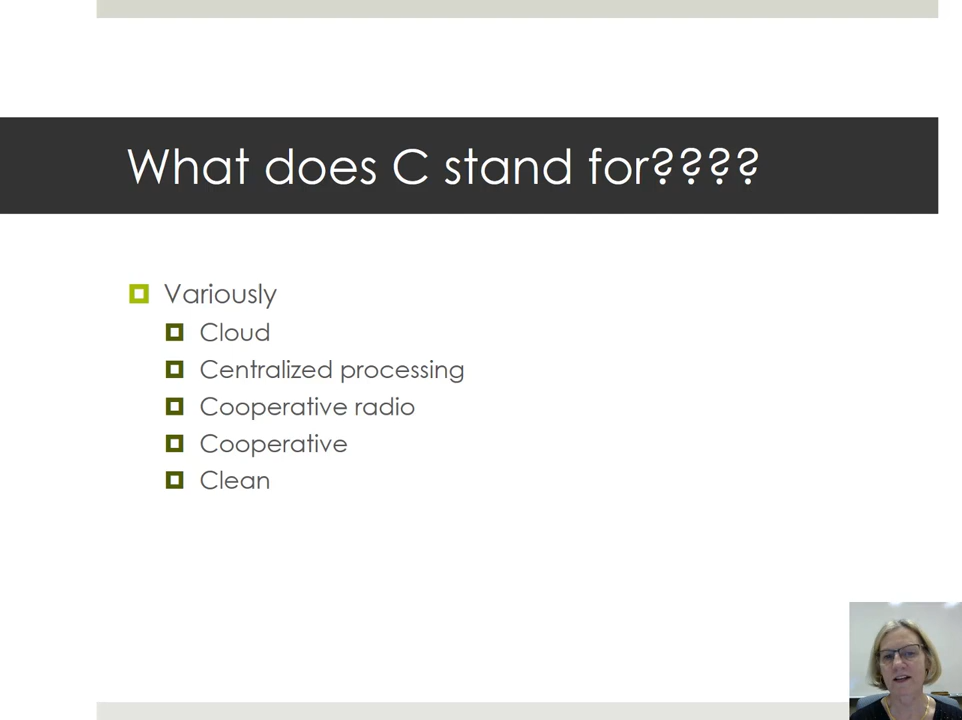 What does C stand for????
Variously
Cloud
Centralized processing
Cooperative radio
Cooperative
Clean